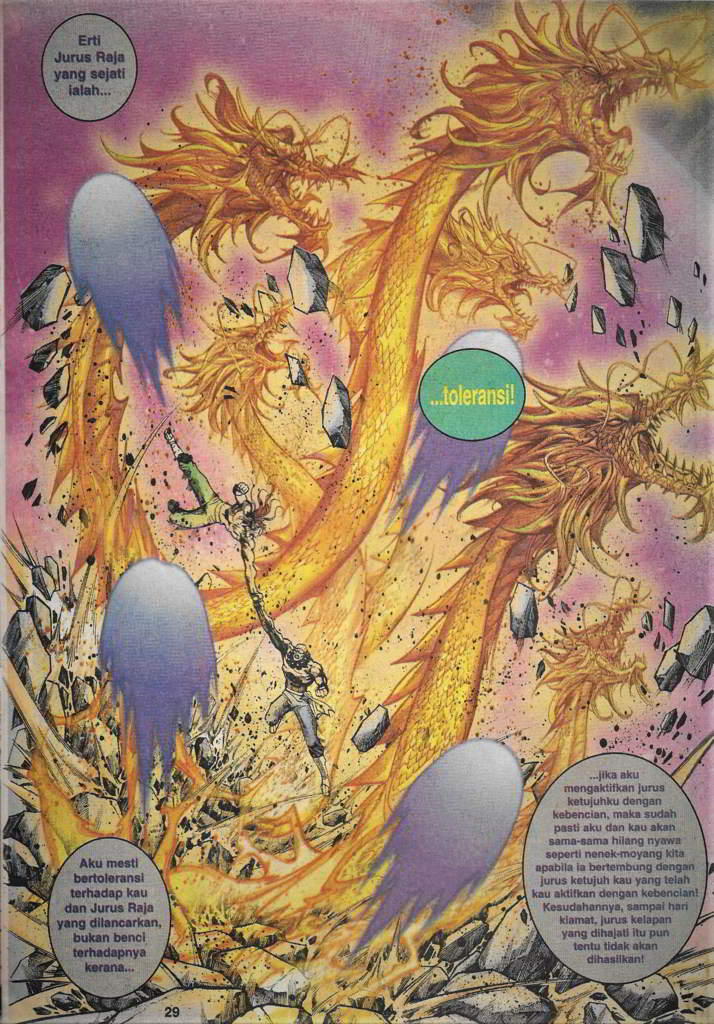 Erti
Jurus Raja
yang sejati
ialah...
...toleransi!
Aku mesti
bertoleransi
terhadap kau
dan Jurus Raja
yang dilancarkan,
bukan benci
terhadapnya
kerana...
...jika aku
mengaktifkan jurus
ketujuhku dengan
kebencian, maka sudah
pasti aku dan kau akan
sama-sama hilang nyawa
seperti nenek-moyang kita
apabila ia bertembung dengan
jurus ketujuh kau yang telah
kau aktifkan dengan kebencian!
Kesudahannya, sampai hari
kiamat, jurus kelapan
yang dihajati itu pun
tentu tidak akan
dihasilkan!
29